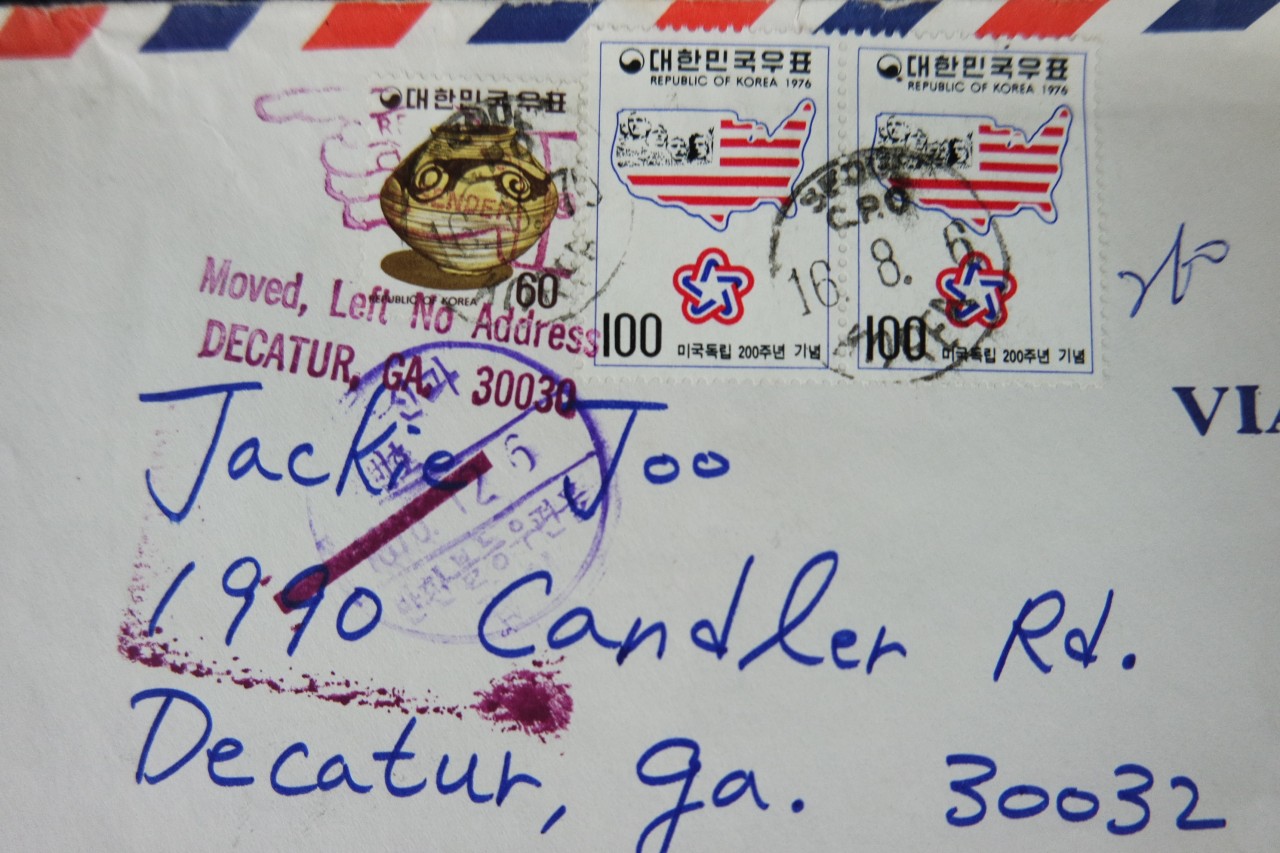 대한민국우표
60
REPUBLIC OF KOREA
대한민국우표
REPUBLIC OF KOREA 1976
100
미국독립 200주년 기념
대한민국우표
REPUBLIC OF KOREA 1976
100
미국독립 200주년 기념
C.P.O
16. 8. 6
Moved, Left No Address
DECATUR, GA. 30030
VIA
Jackie Joo
1990 Candler Rd.
Decatur, ga. 30032